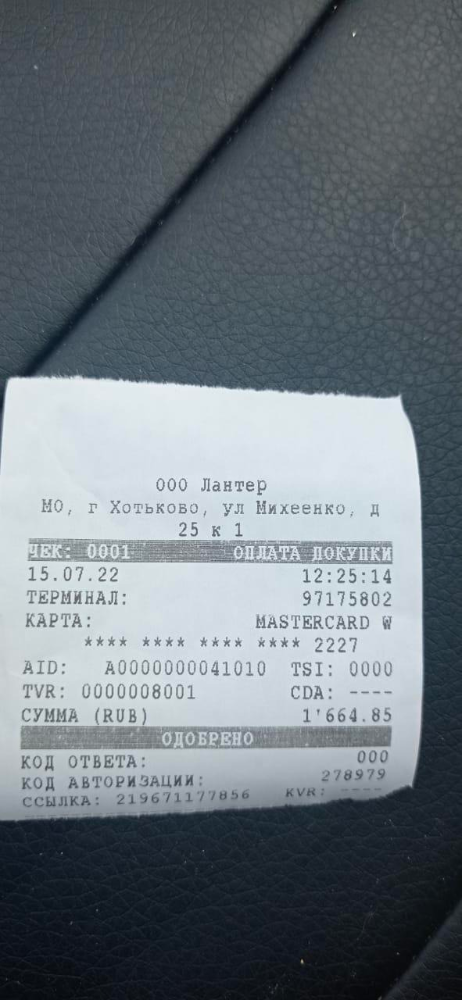 ООО Лантер
МО, г Хотьково, ул Михеенко, д
25 к 1
ЧЕК: 0001 ОПЛАТА ПОКУПКИ
15.07.22 12:25:14
ТЕРМИНАЛ: 97175802
КАРТА: MASTERCARD W
**** **** **** **** 2227
AID: A0000000041010 TSI: 0000
TVR: 0000008001 CDA: ----
СУММА (RUB) 1'664.85
ОДОБРЕНО
КОД ОТВЕТА: 000
КОД АВТОРИЗАЦИИ: 278979
ССЫЛКА: 219671177856 KVR: ----